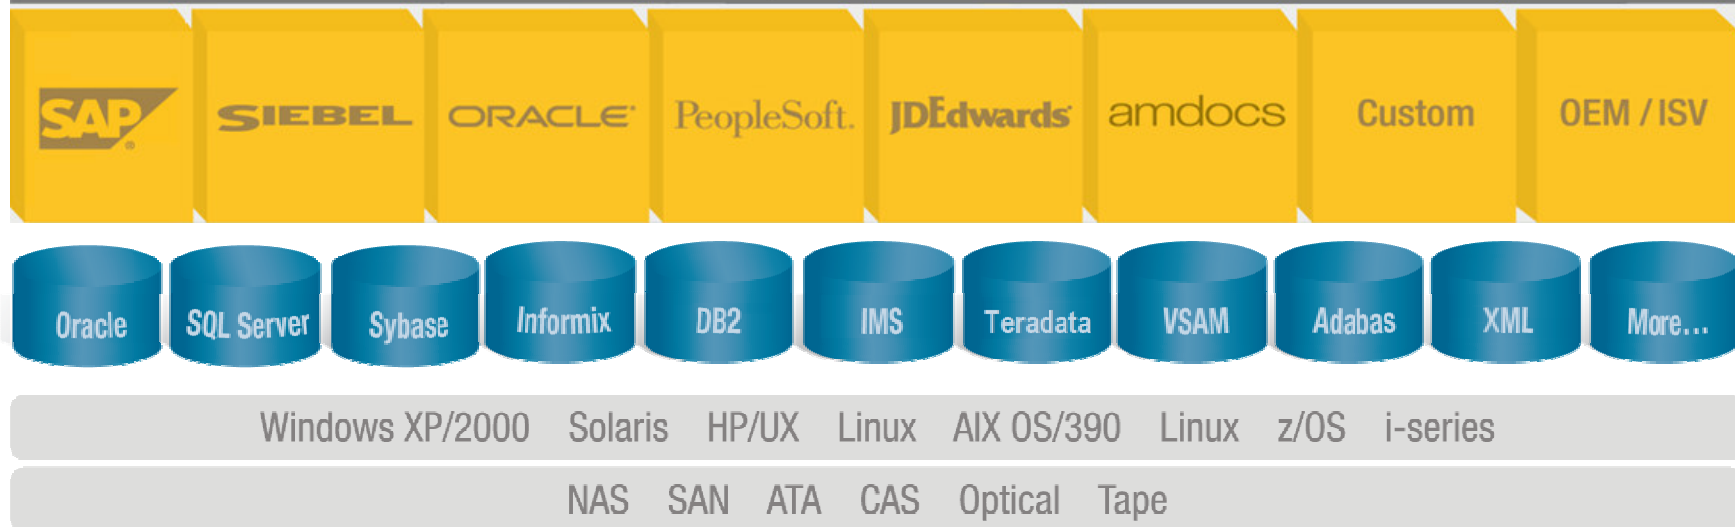 SAP® SIEBEL ORACLE® PeopleSoft. JDEdwards® amdocs Custom OEM / ISV
Oracle SQL Server Sybase Informix DB2 IMS Teradata VSAM Adabas XML More...
Windows XP/2000 Solaris HP/UX Linux AIX OS/390 Linux z/OS i-series
NAS SAN ATA CAS Optical Tape